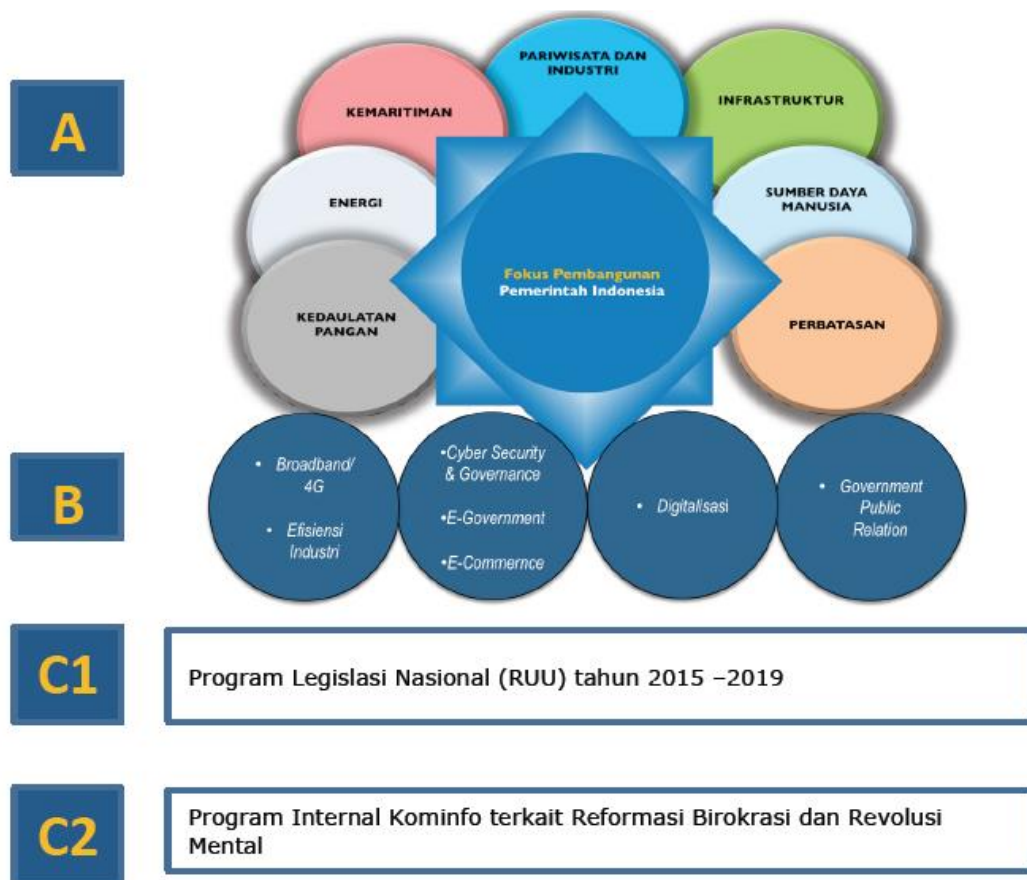 A
PARIWISATA DAN
INDUSTRI
KEMARITIMAN
INFRASTRUKTUR
ENERGI
SUMBER DAYA
MANUSIA
Fokus Pembangunan
Pemerintah Indonesia
KEDAULATAN
PANGAN
PERBATASAN
B
• Broadband/
4G
• Efisiensi
Industri
•Cyber Security
& Governance
•E-Government
•E-Commernce
• Digitalisasi
• Government
Public
Relation
C1
Program Legislasi Nasional (RUU) tahun 2015 –2019
C2
Program Internal Kominfo terkait Reformasi Birokrasi dan Revolusi
Mental